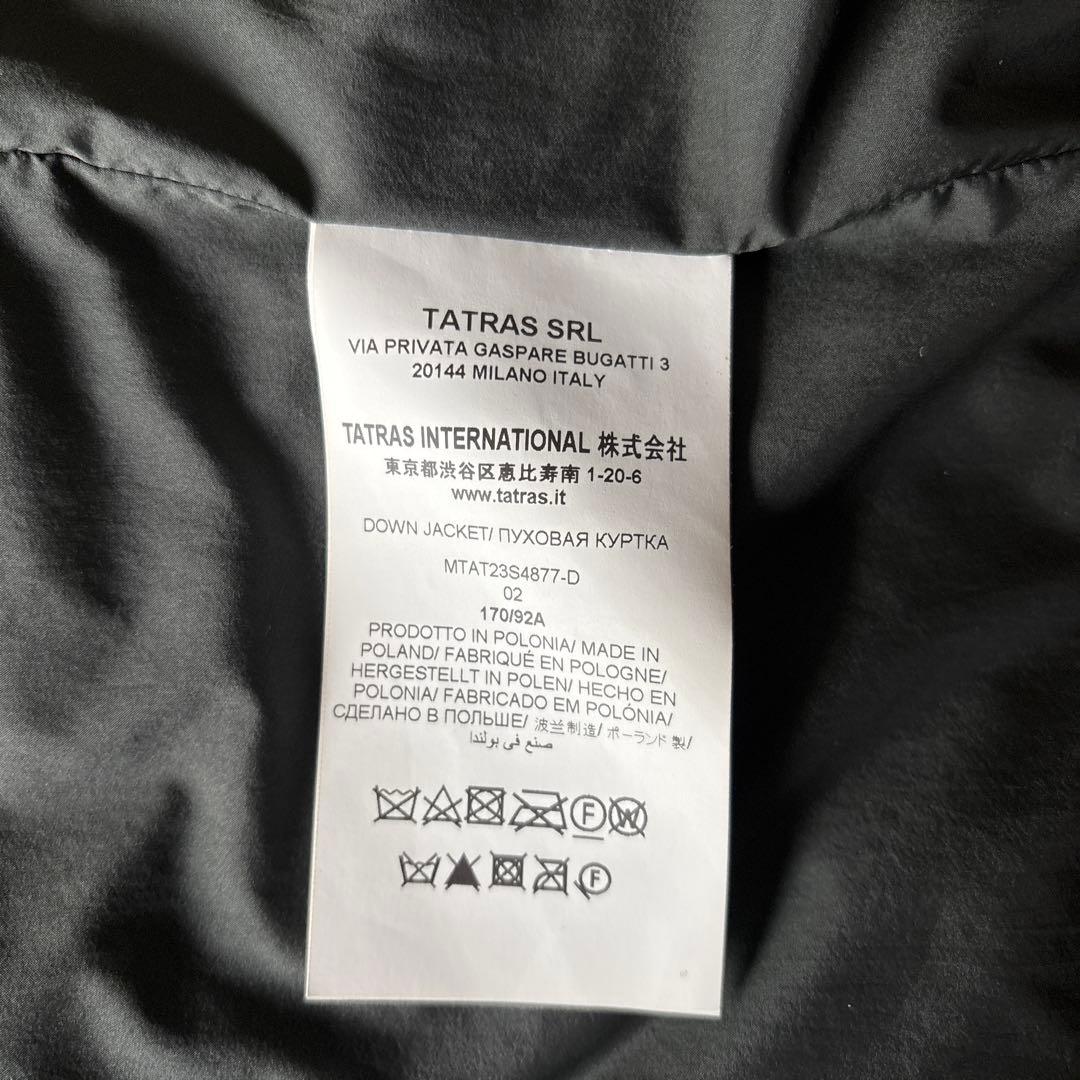 TATRAS SRL
VIA PRIVATA GASPARE BUGATTI 3
20144 MILANO ITALY
TATRAS INTERNATIONAL 株式会社
東京都渋谷区恵比寿南 1-20-6
www.tatras.it
DOWN JACKET/ ПУХОВАЯ КУРТКА
MTAT23S4877-D
02
170/92A
PRODOTTO IN POLONIA/ MADE IN
POLAND/ FABRIQUÉ EN POLOGNE/
HERGESTELLT IN POLEN/ HECHO EN
POLONIA/ FABRICADO EM POLÓNIA/
СДЕЛАНО В ПОЛЬШЕ/ 波兰制造/ ポーランド 製/
صنع في بولندا
F W
F